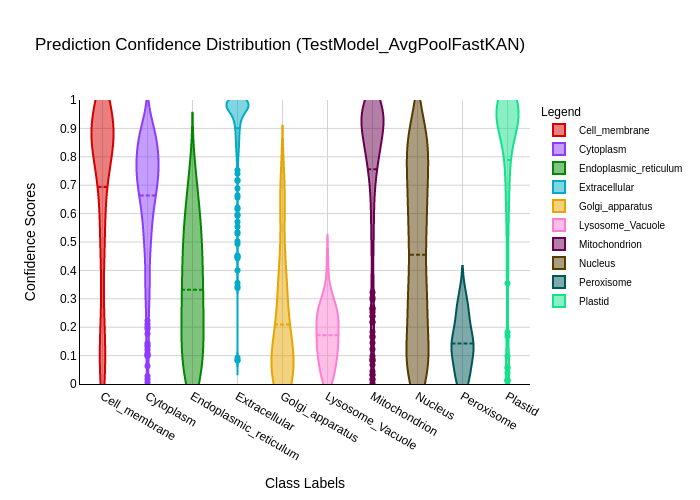 Prediction Confidence Distribution (TestModel_AvgPoolFastKAN)
Legend
Cell_membrane
Cytoplasm
Endoplasmic_reticulum
Extracellular
Golgi_apparatus
Lysosome_Vacuole
Mitochondrion
Nucleus
Peroxisome
Plastid
Confidence Scores
1
0.9
0.8
0.7
0.6
0.5
0.4
0.3
0.2
0.1
0
Cell_membrane
Cytoplasm
Endoplasmic_reticulum
Extracellular
Golgi_apparatus
Lysosome_Vacuole
Mitochondrion
Nucleus
Peroxisome
Plastid
Class Labels